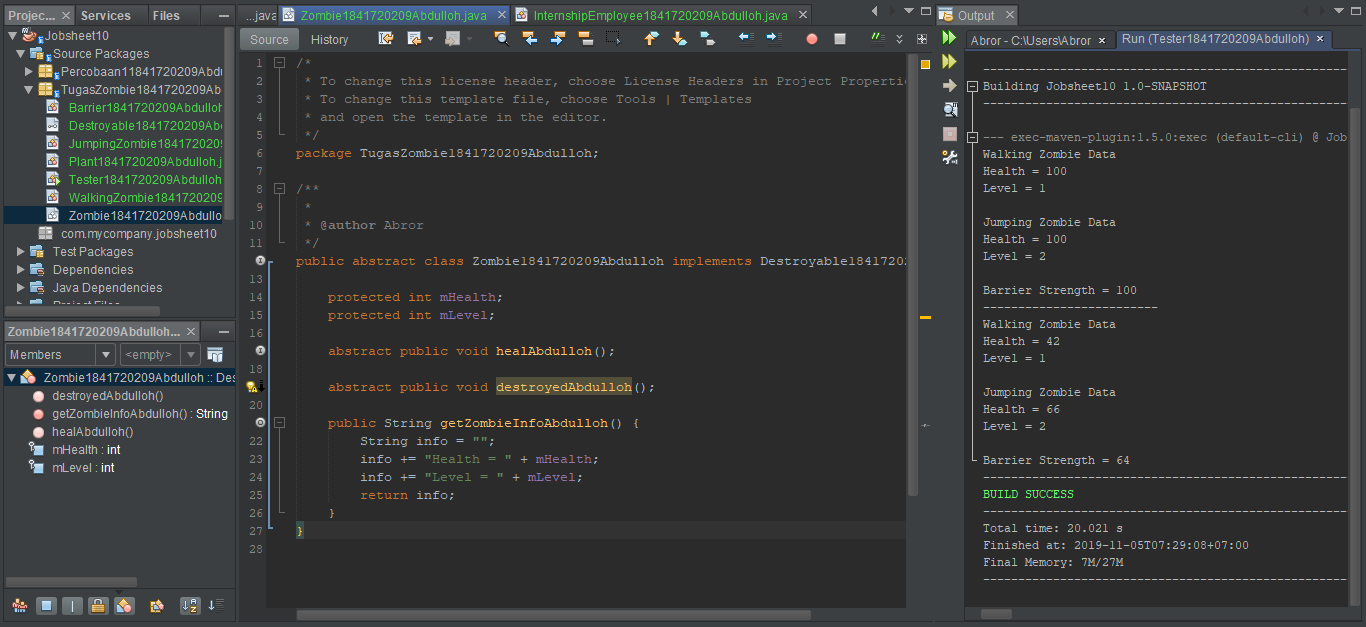 Projec...
Services
Files
Jobsheet10
Source Packages
Percobaan11841720209Abdu
TugasZombie1841720209Ab
Barrier1841720209Abdulloh
Destroyable1841720209Ab
JumpingZombie18417202
Plant1841720209Abdulloh.j
Tester1841720209Abdulloh
WalkingZombie1841720209
Zombie1841720209Abdullo
com.mycompany.jobsheet10
Test Packages
Dependencies
Java Dependencies
Project Files
Zombie1841720209Abdulloh...
Members
<empty>
Zombie1841720209Abdulloh :: Des
destroyedAbdulloh()
getZombieInfoAbdulloh() : String
healAbdulloh()
mHealth : int
mLevel : int
...java
Zombie1841720209Abdulloh.java
InternshipEmployee1841720209Abdulloh.java
Source
History
1 /*
2 * To change this license header, choose License Headers in Project Properti
3 * To change this template file, choose Tools | Templates
4 * and open the template in the editor.
5 */
6 package TugasZombie1841720209Abdulloh;
7
8 /**
9 *
10 * @author Abror
11 */
public abstract class Zombie1841720209Abdulloh implements Destroyable18417202
13
14 protected int mHealth;
15 protected int mLevel;
16
abstract public void healAbdulloh();
18
abstract public void destroyedAbdulloh();
20
public String getZombieInfoAbdulloh() {
22 String info = "";
23 info += "Health = " + mHealth;
24 info += "Level = " + mLevel;
25 return info;
26 }
27 }
28
Output
Abror - C:\Users\Abror
Run (Tester1841720209Abdulloh)
------------------------------------------------
Building Jobsheet10 1.0-SNAPSHOT
------------------------------------------------
--- exec-maven-plugin:1.5.0:exec (default-cli) @ Job
Walking Zombie Data
Health = 100
Level = 1
Jumping Zombie Data
Health = 100
Level = 2
Barrier Strength = 100
-------------------------
Walking Zombie Data
Health = 42
Level = 1
Jumping Zombie Data
Health = 66
Level = 2
Barrier Strength = 64
------------------------------------------------
BUILD SUCCESS
------------------------------------------------
Total time: 20.021 s
Finished at: 2019-11-05T07:29:08+07:00
Final Memory: 7M/27M
------------------------------------------------